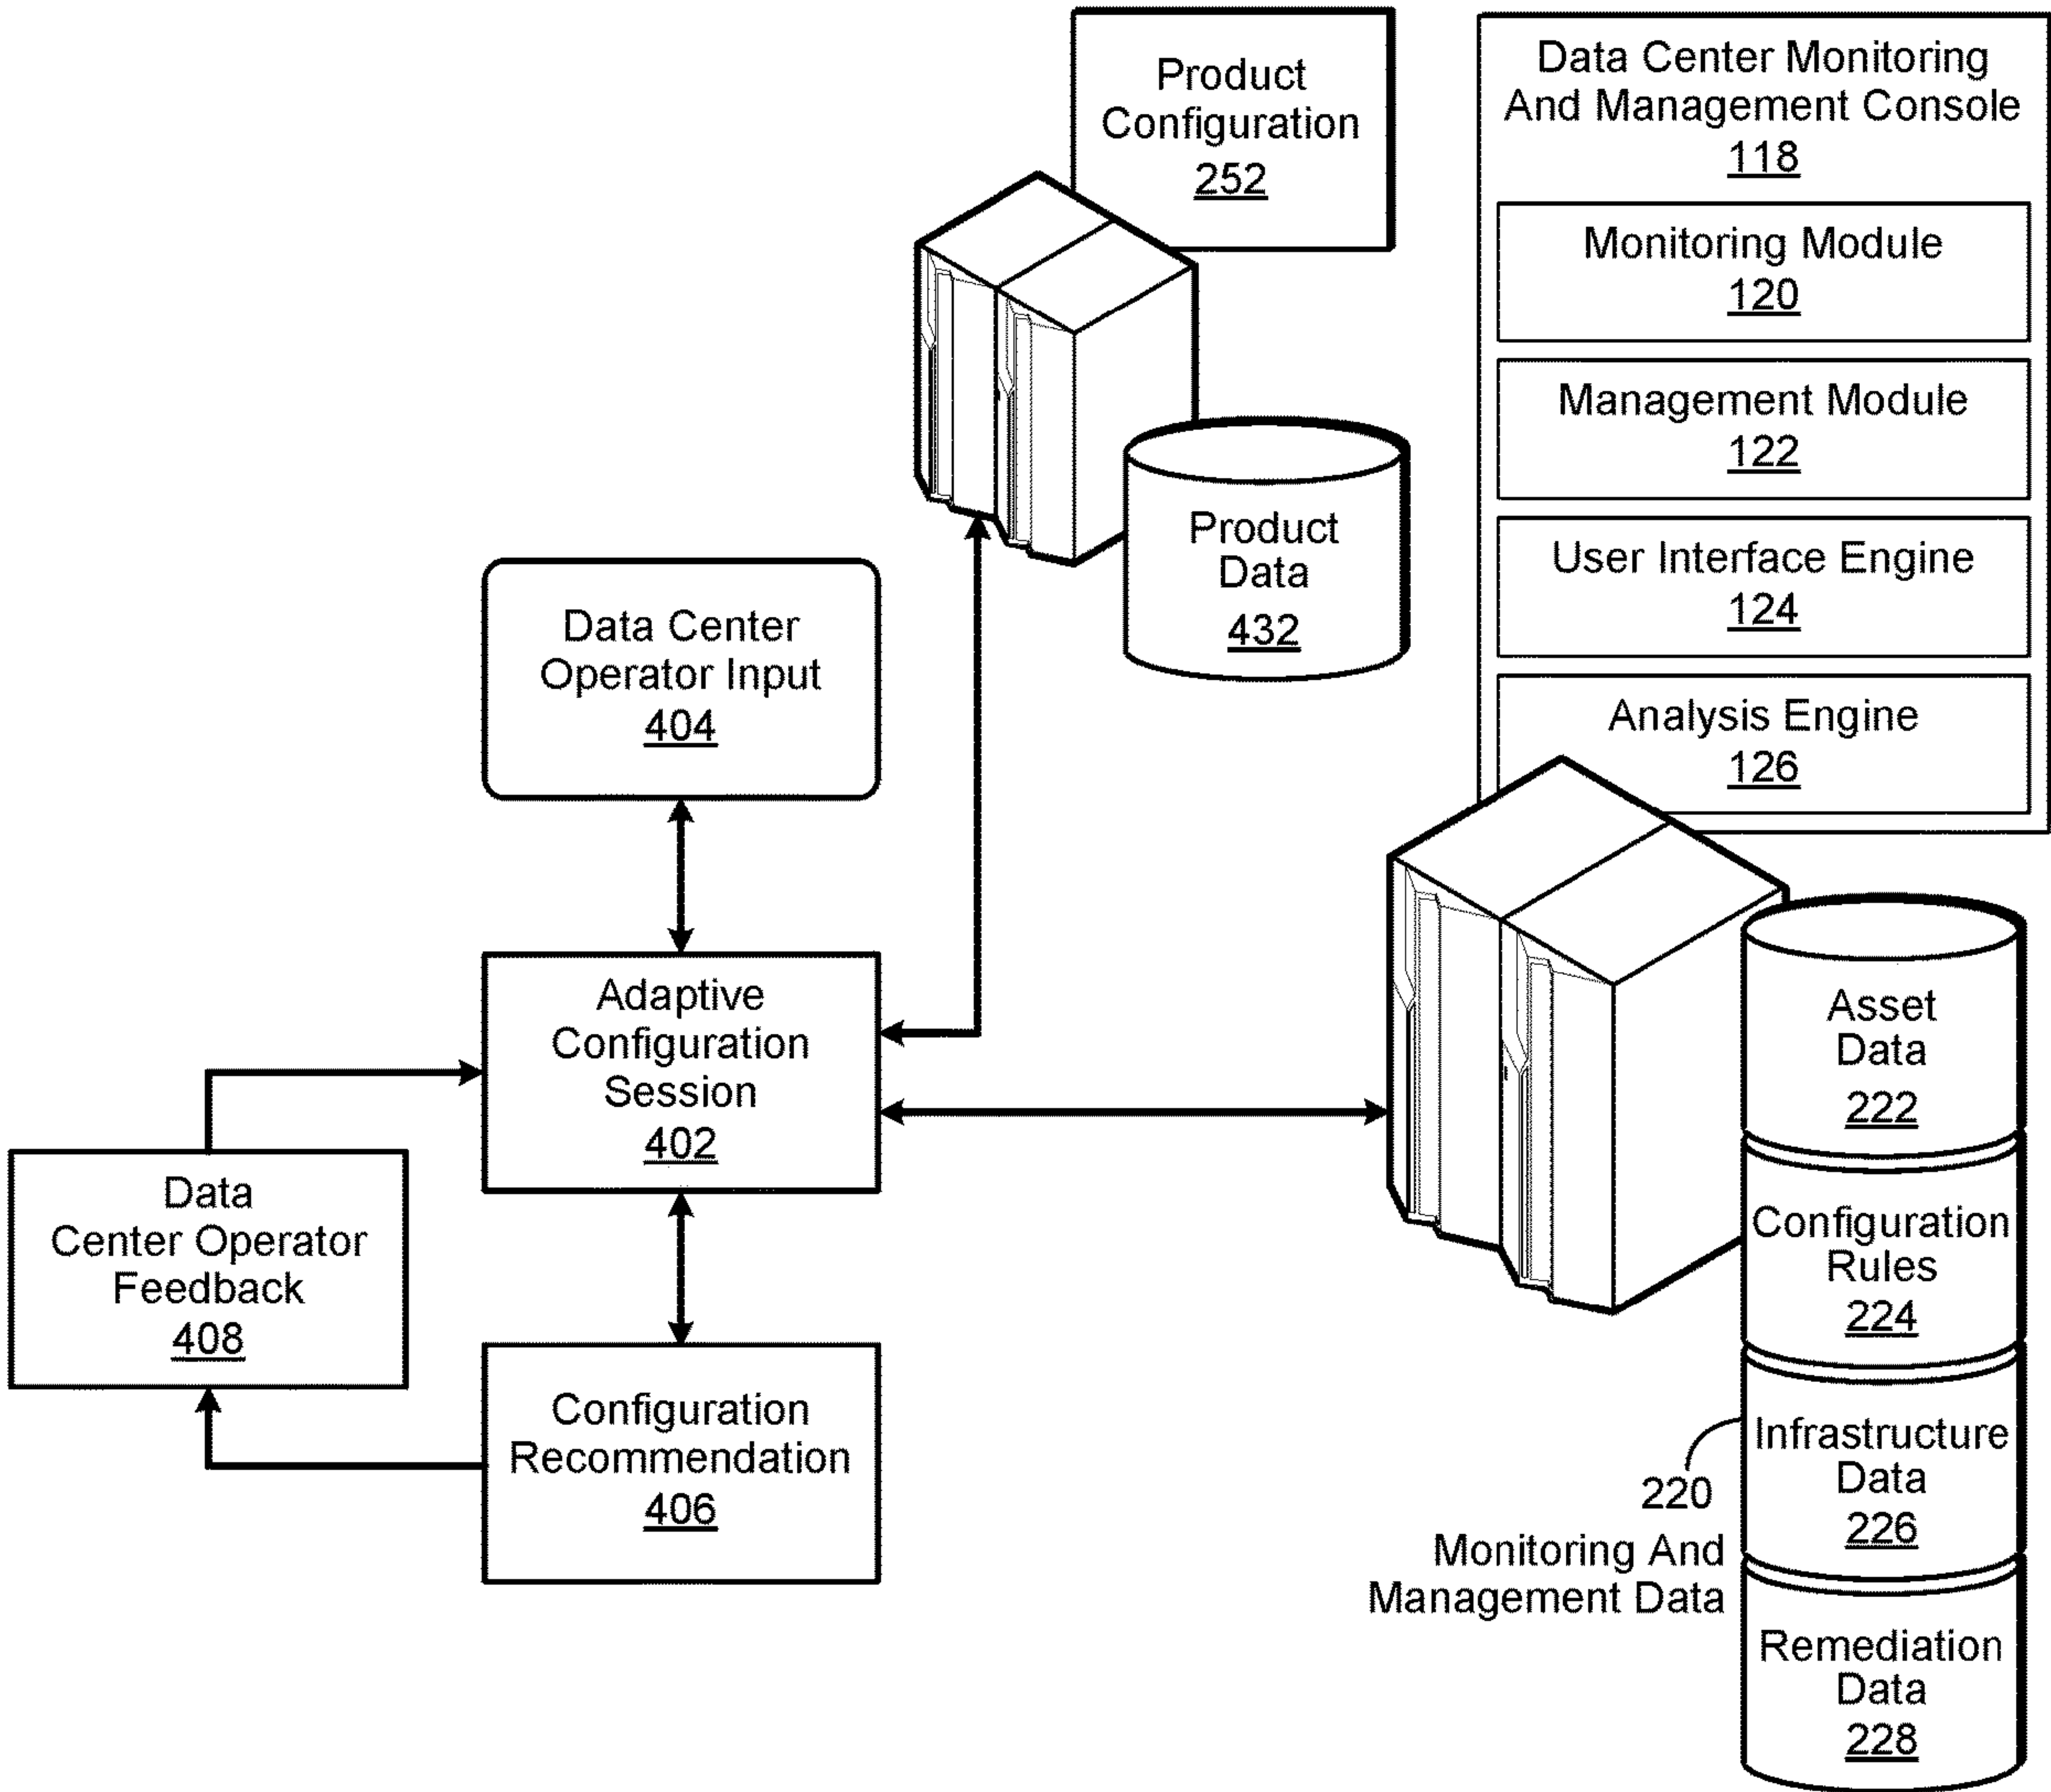 Product
Configuration
252
Data Center Monitoring
And Management Console
118
Monitoring Module
120
Management Module
122
User Interface Engine
124
Analysis Engine
126
Product
Data
432
Data Center
Operator Input
404
Adaptive
Configuration
Session
402
Data
Center Operator
Feedback
408
Configuration
Recommendation
406
Asset
Data
222
Configuration
Rules
224
Infrastructure
Data
226
Remediation
Data
228
220
Monitoring And
Management Data